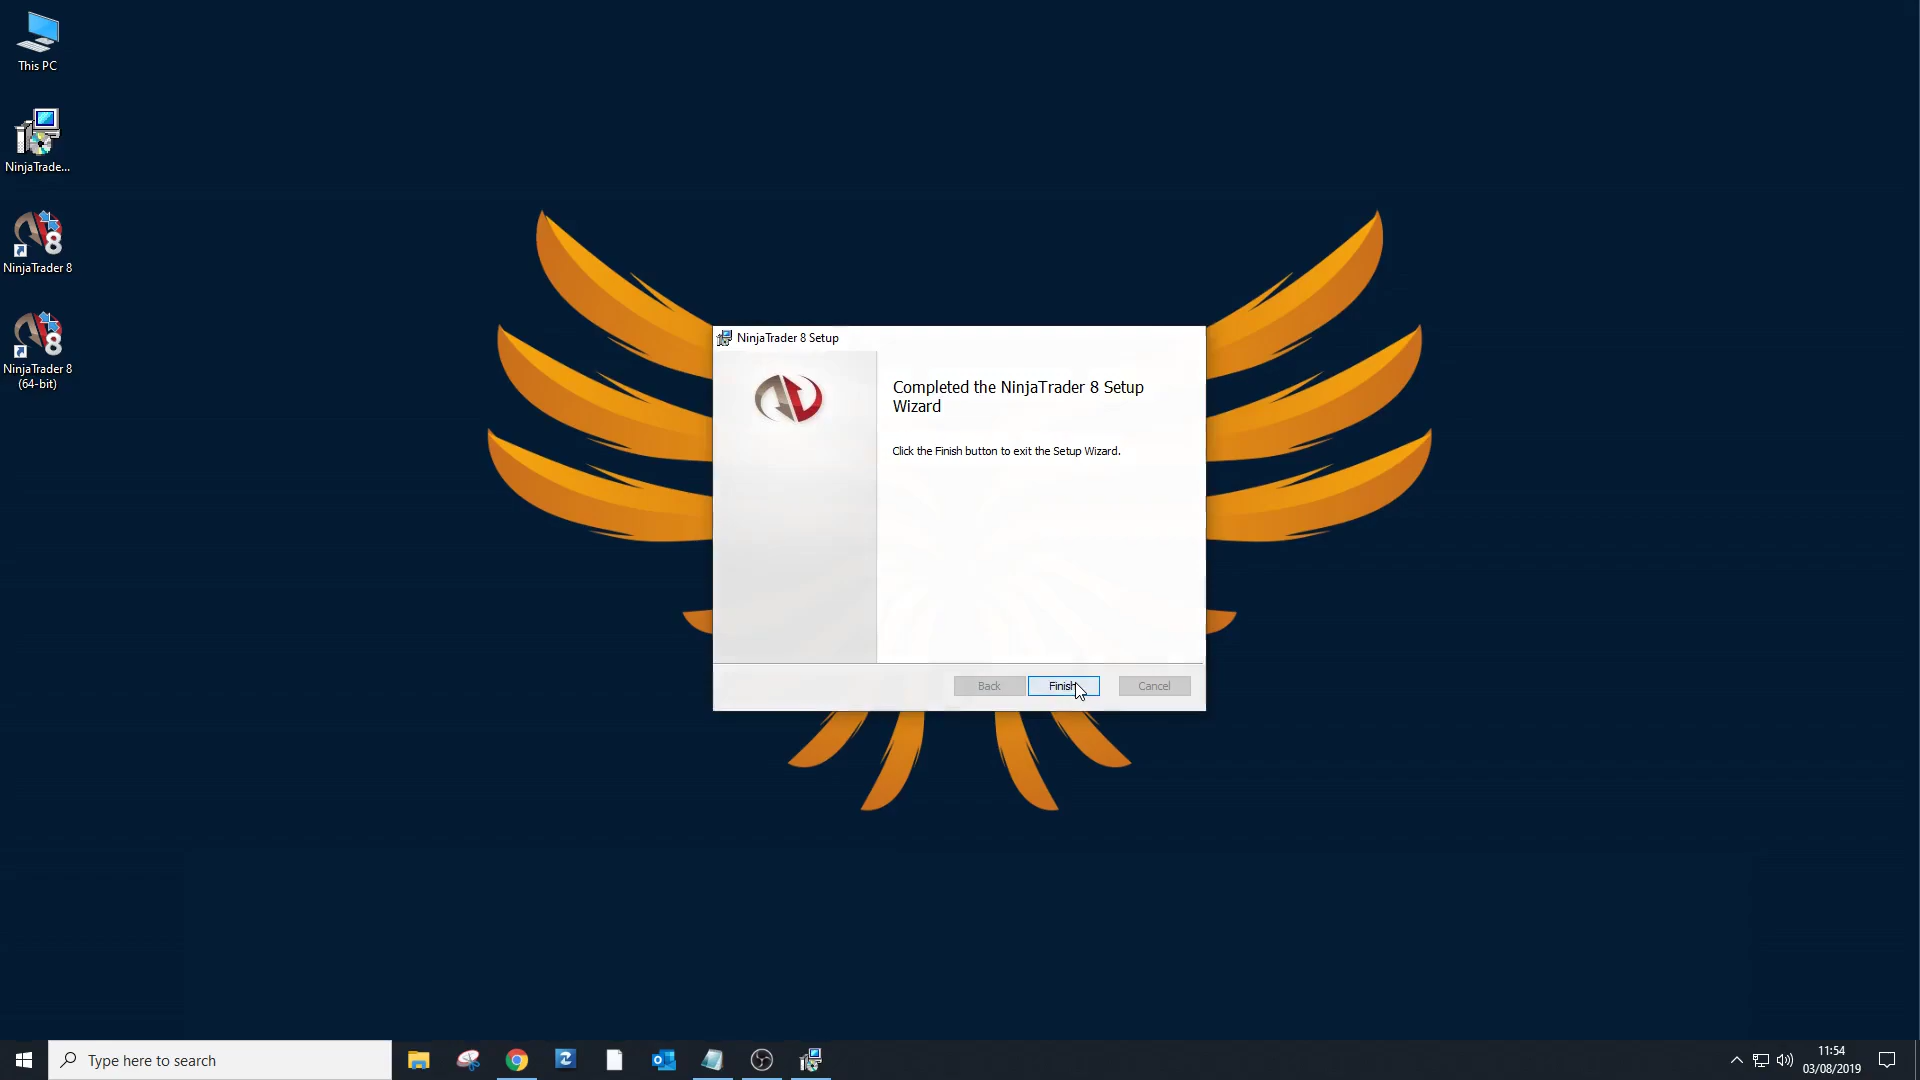 This PC
NinjaTrade...
NinjaTrader 8
NinjaTrader 8
(64-bit)
NinjaTrader 8 Setup
Completed the NinjaTrader 8 Setup
Wizard
Click the Finish button to exit the Setup Wizard.
Back
Finish
Cancel
Type here to search
11:54
03/08/2019